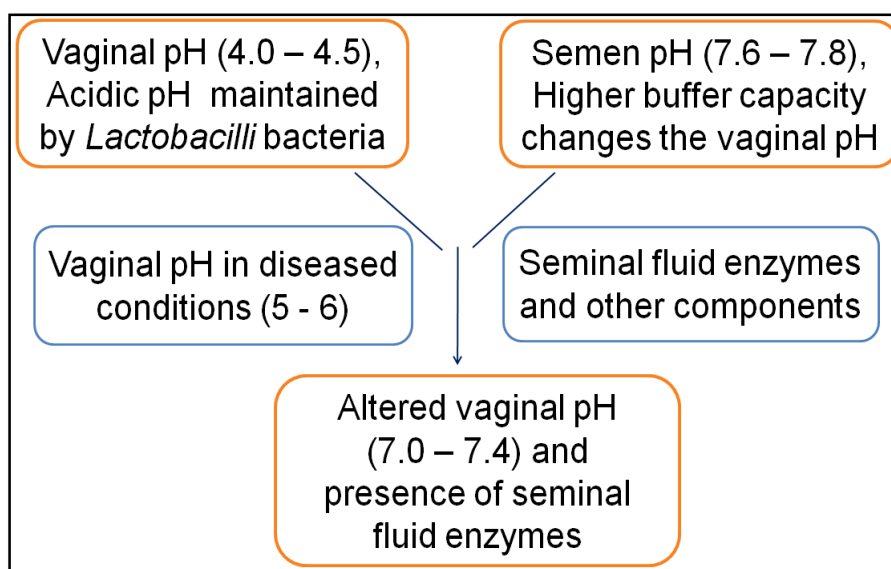 Vaginal pH (4.0 – 4.5),
Acidic pH maintained
by Lactobacilli bacteria
Semen pH (7.6 – 7.8),
Higher buffer capacity
changes the vaginal pH
Vaginal pH in diseased
conditions (5 - 6)
Seminal fluid enzymes
and other components
Altered vaginal pH
(7.0 – 7.4) and
presence of seminal
fluid enzymes